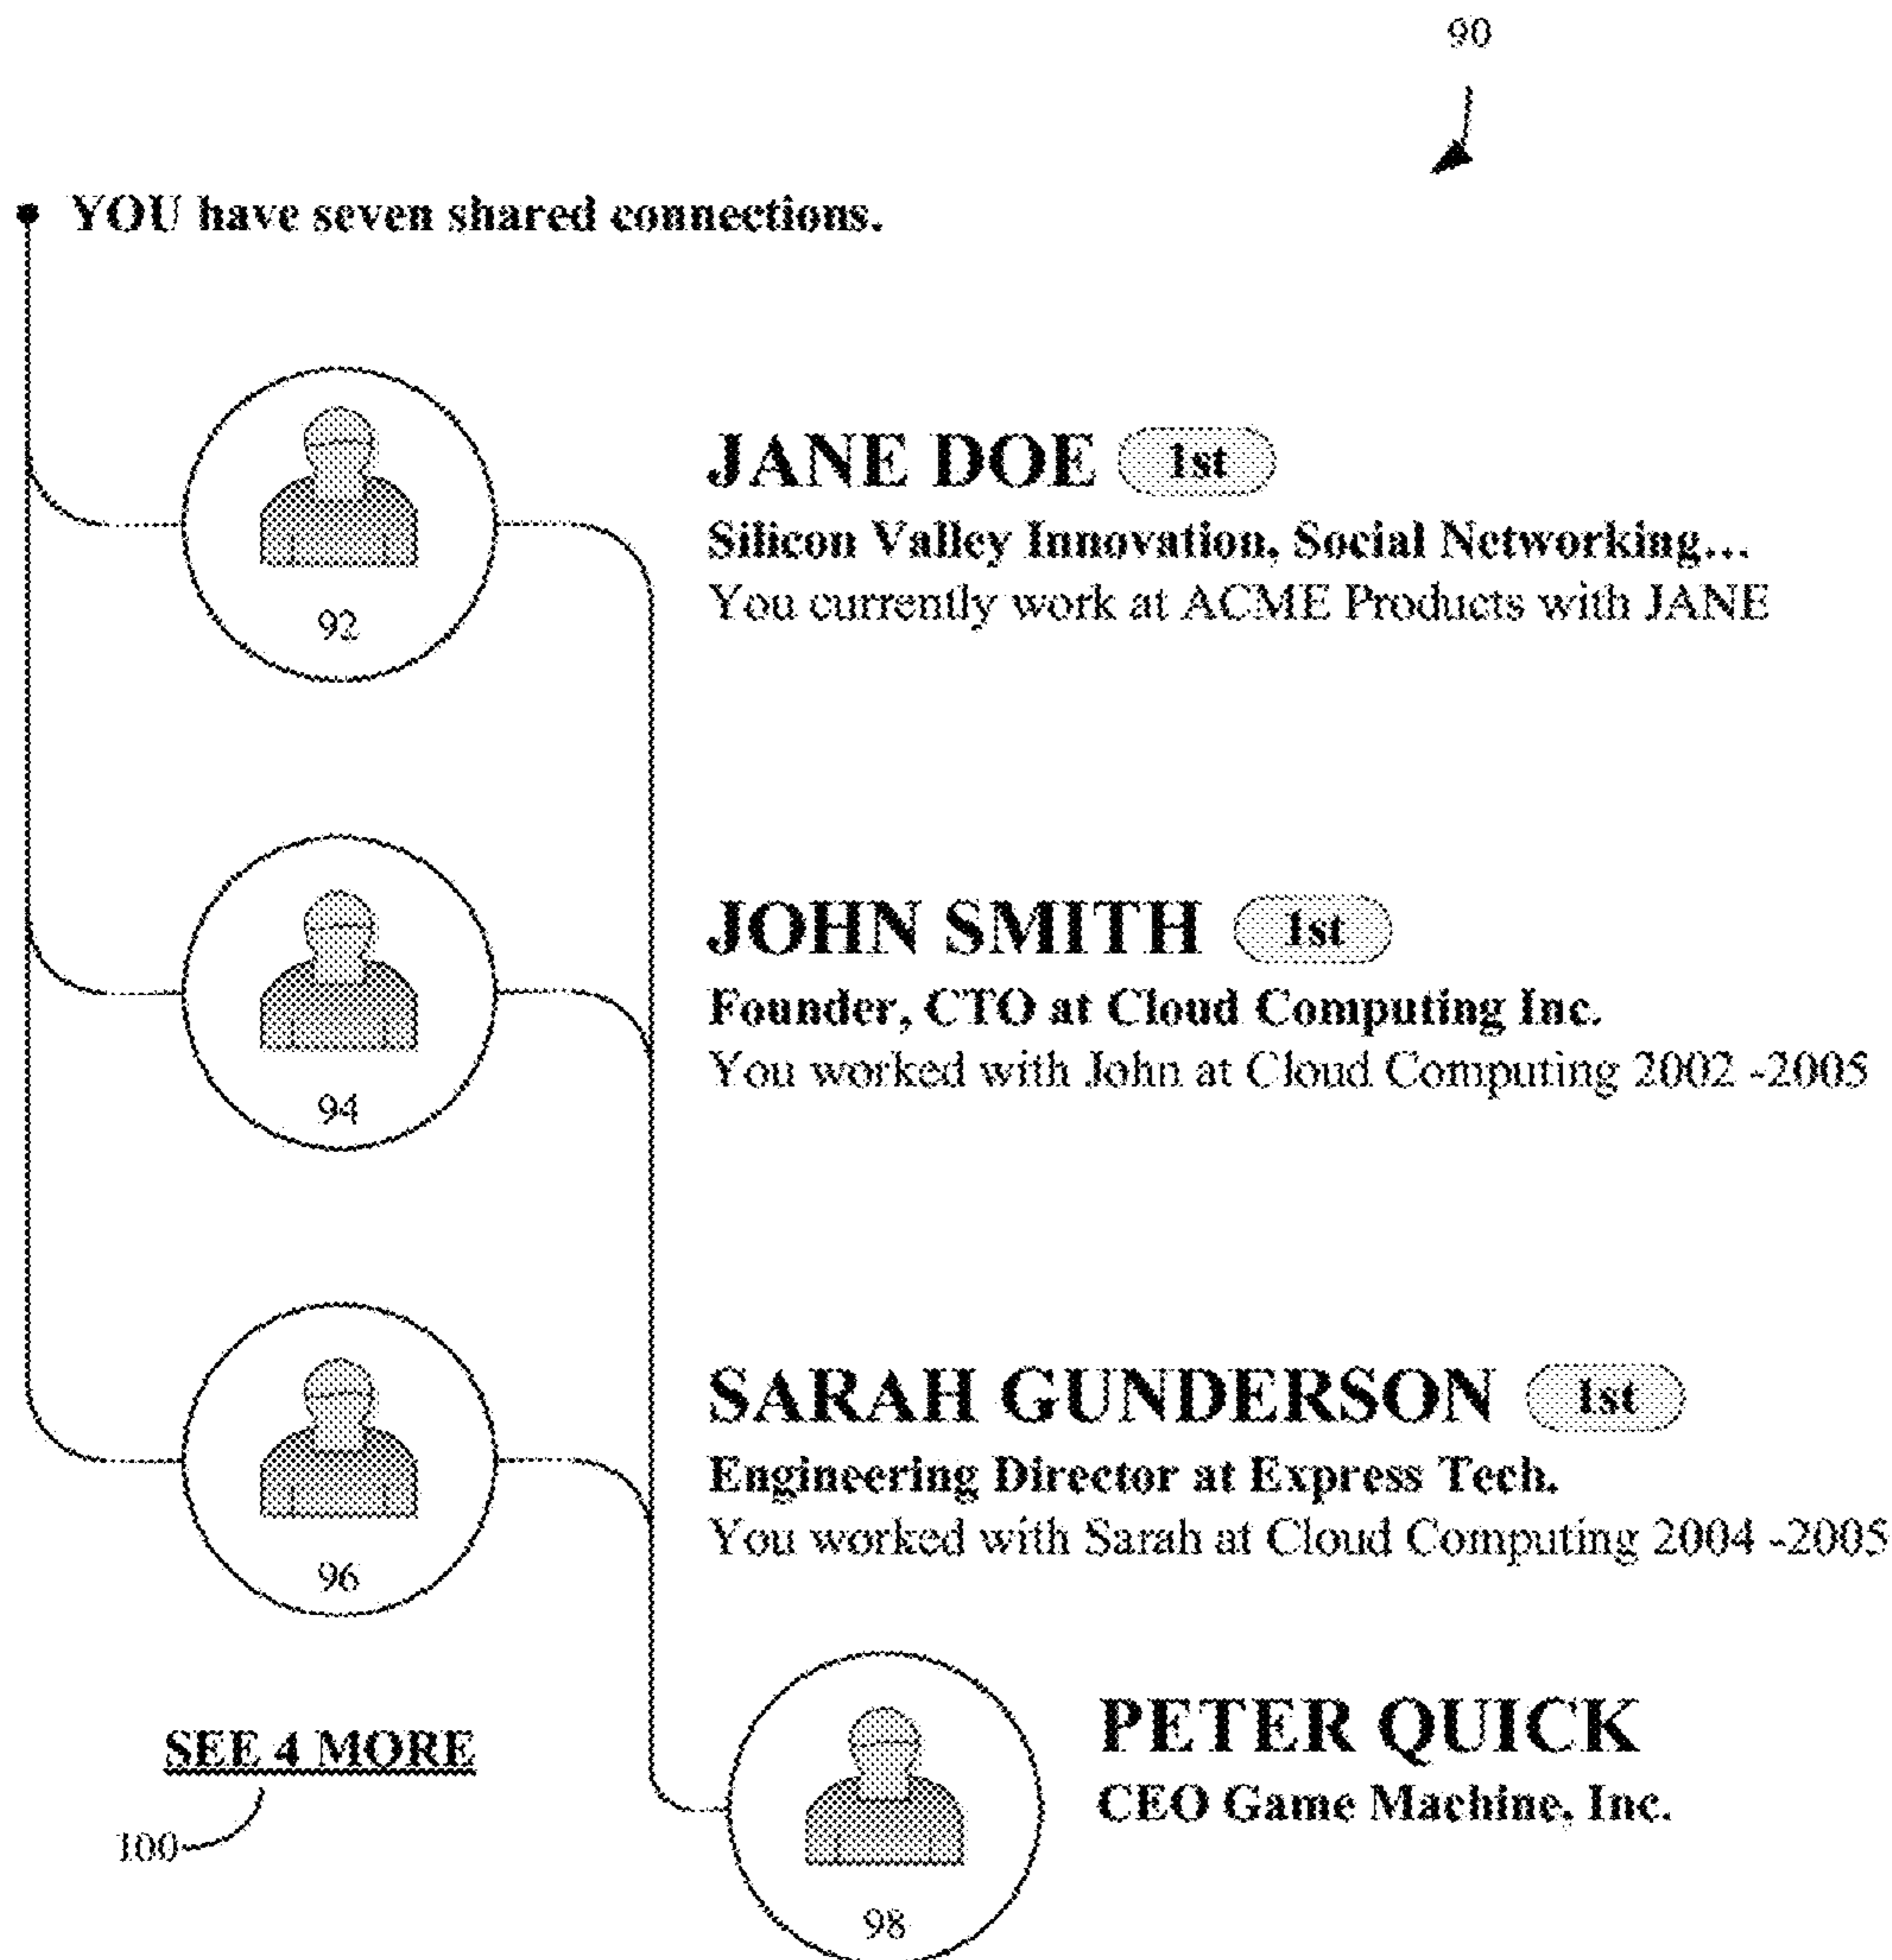 90
YOU have seven shared connections.
JANE DOE 1st
Silicon Valley Innovation, Social Networking...
You currently work at ACME Products with JANE
92
JOHN SMITH 1st
Founder, CTO at Cloud Computing Inc.
You worked with John at Cloud Computing 2002 -2005
94
SARAH GUNDERSON 1st
Engineering Director at Express Tech.
You worked with Sarah at Cloud Computing 2004 -2005
96
SEE 4 MORE
100
PETER QUICK
CEO Game Machine, Inc.
98